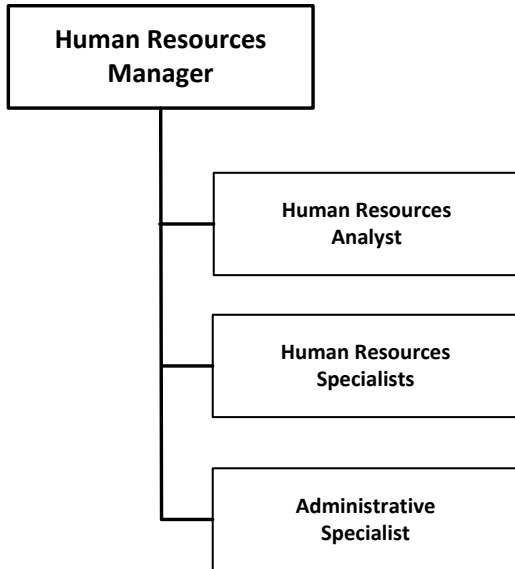 Human Resources
Manager
Human Resources
Analyst
Human Resources
Specialists
Administrative
Specialist